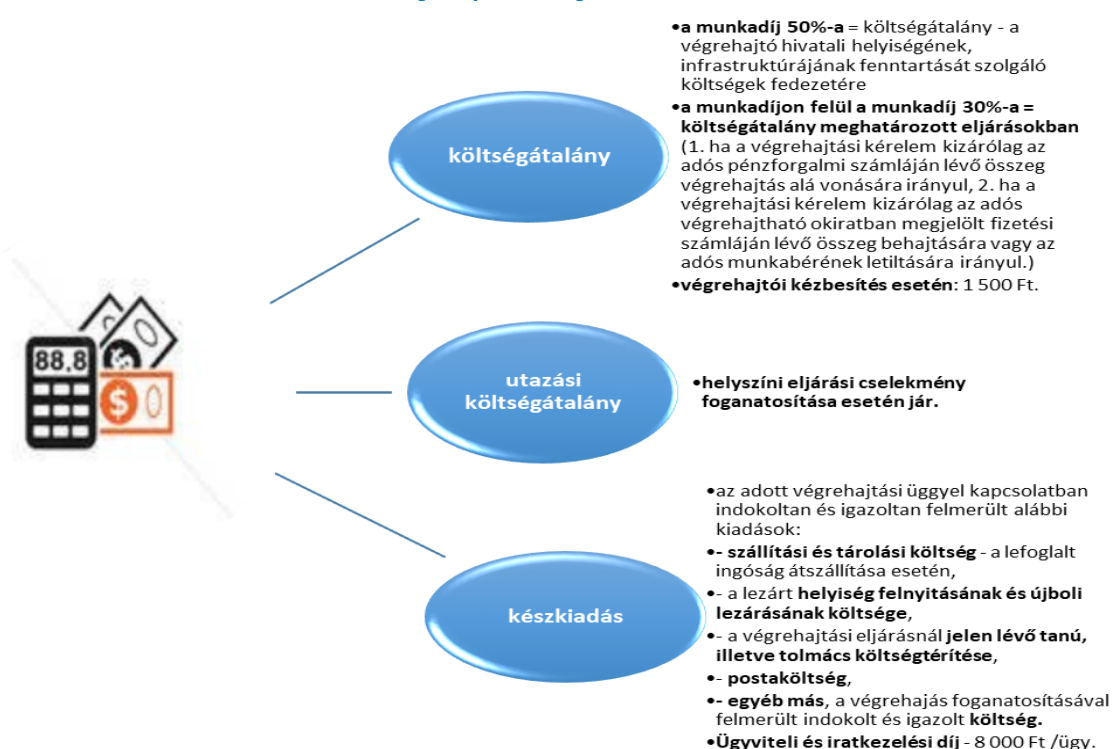 •a munkadíj 50%-a = költségátalány - a
végrehajtó hivatali helyiségének,
infrastruktúrájának fenntartását szolgáló
költségek fedezetére
•a munkadíjon felül a munkadíj 30%-a =
költségátalány meghatározott eljárásokban
(1. ha a végrehajtási kérelem kizárólag az
adós pénzforgalmi számláján lévő összeg
végrehajtás alá vonására irányul, 2. ha a
végrehajtási kérelem kizárólag az adós
végrehajtható okiratban megjelölt fizetési
számláján lévő összeg behajtására vagy az
adós munkabérének letiltására irányul.)
•végrehajtói kézbesítés esetén: 1 500 Ft.
költségátalány
88.8
$
utazási
költségátalány
•helyszíni eljárási cselekmény
foganatosítása esetén jár.
készkiadás
•az adott végrehajtási üggyel kapcsolatban
indokoltan és igazoltan felmerült alábbi
kiadások:
•- szállítási és tárolási költség - a lefoglalt
ingóság átszállítása esetén,
•- a lezárt helyiség felnyitásának és újboli
lezárásának költsége,
•- a végrehajtási eljárásnál jelen lévő tanú,
illetve tolmács költségtérítése,
•- postaköltség,
•- egyéb más, a végrehajás foganatosításával
felmerült indokolt és igazolt költség.
•Ügyviteli és iratkezelési díj - 8 000 Ft /ügy.